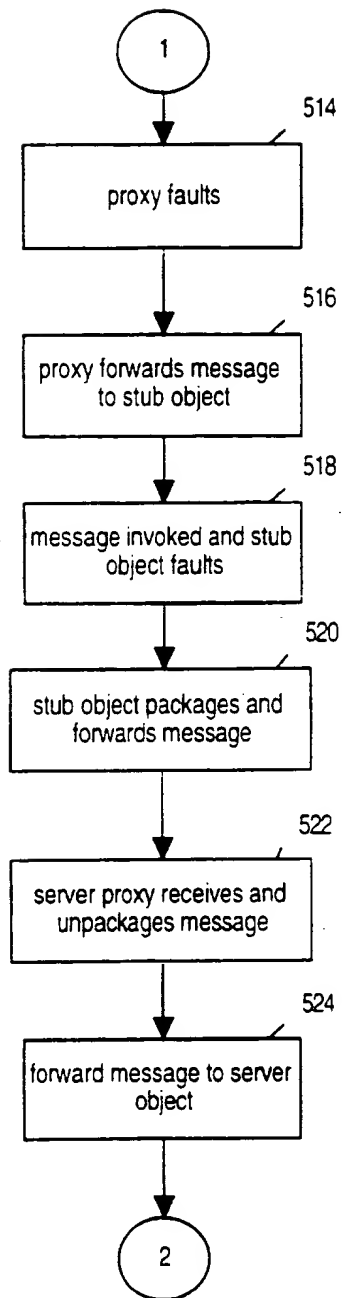 1
514
proxy faults
516
proxy forwards message
to stub object
518
message invoked and stub
object faults
520
stub object packages and
forwards message
522
server proxy receives and
unpackages message
524
forward message to server
object
2